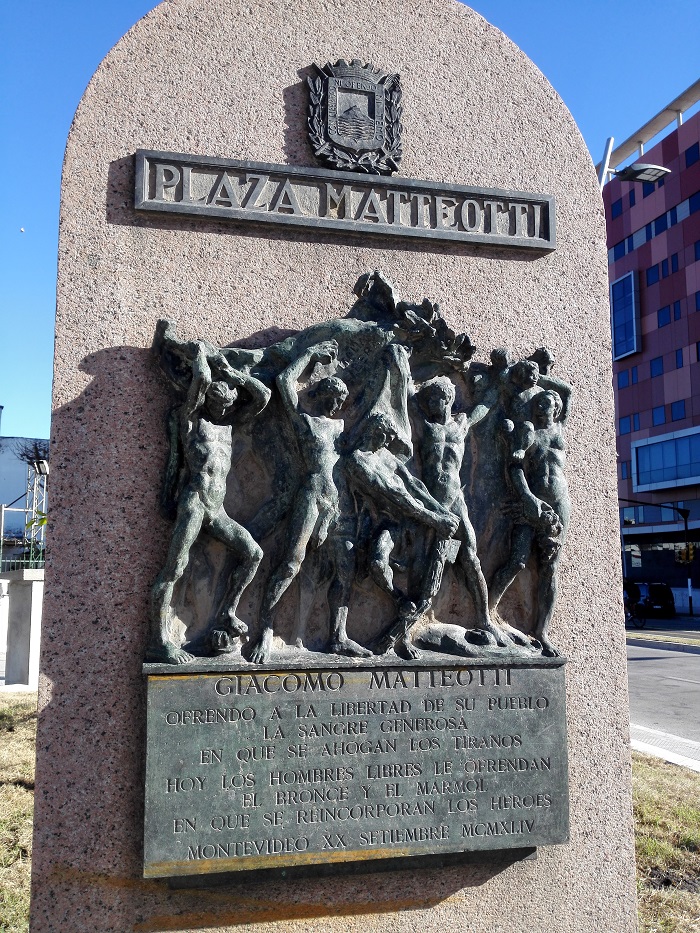 PLAZA MATTEOTTI
GIACOMO MATTEOTTI
OFRENDO A LA LIBERTAD DE SU PUEBLO
LA SANGRE GENEROSA
EN QUE SE AHOGAN LOS TIRANOS
HOY LOS HOMBRES LIBRES LE OFRENDAN
EL BRONCE Y EL MARMOL
EN QUE SE REINCORPORAN LOS HEROES
MONTEVIDEO XX SETIEMBRE MCMXLIV